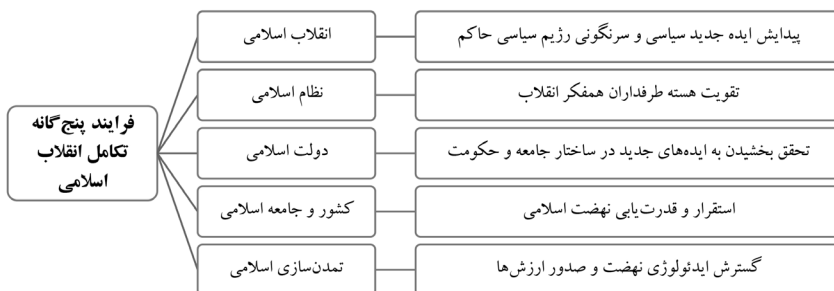 انقلاب اسلامی
پیدایش ایده جدید سیاسی و سرنگونی رژیم سیاسی حاکم
نظام اسلامی
تقویت هسته طرفداران همفکر انقلاب
فرایند پنج‌گانه
تکامل انقلاب
اسلامی
دولت اسلامی
تحقق بخشیدن به ایده‌های جدید در ساختار جامعه و حکومت
کشور و جامعه اسلامی
استقرار و قدرت‌یابی نهضت اسلامی
تمدن‌سازی اسلامی
گسترش ایدئولوژی نهضت و صدور ارزش‌ها